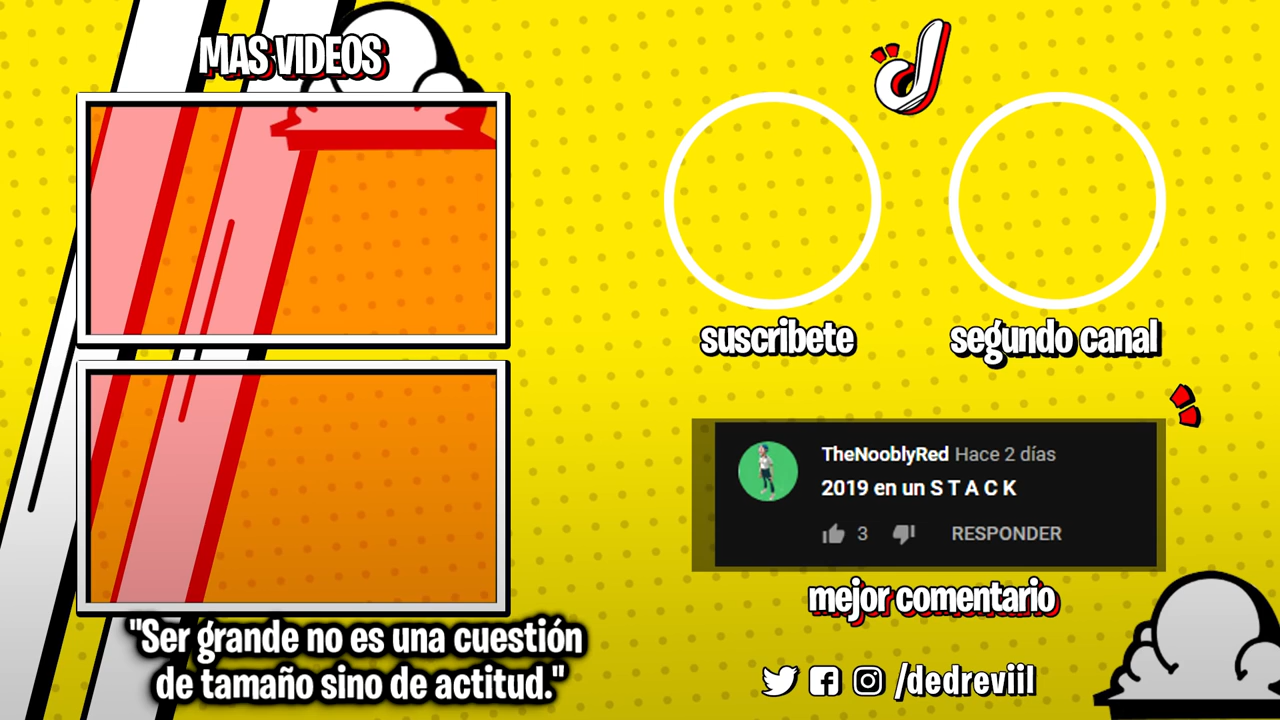 MAS VIDEOS
suscribete
segundo canal
TheNooblyRed Hace 2 días
2019 en un S T A C K
3 RESPONDER
mejor comentario
"Ser grande no es una cuestión
de tamaño sino de actitud."
/dedreviil